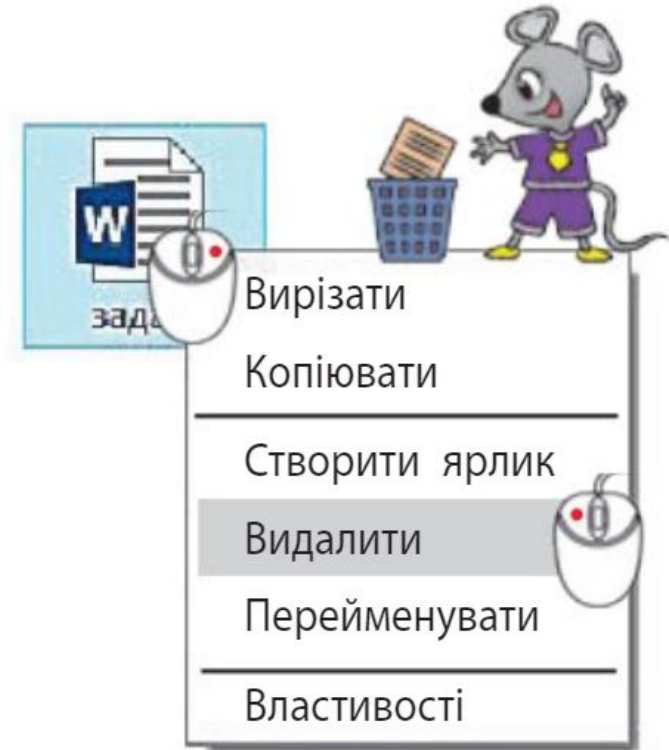 W
Вирізати
Копіювати
Створити ярлик
Видалити
Перейменувати
Властивості